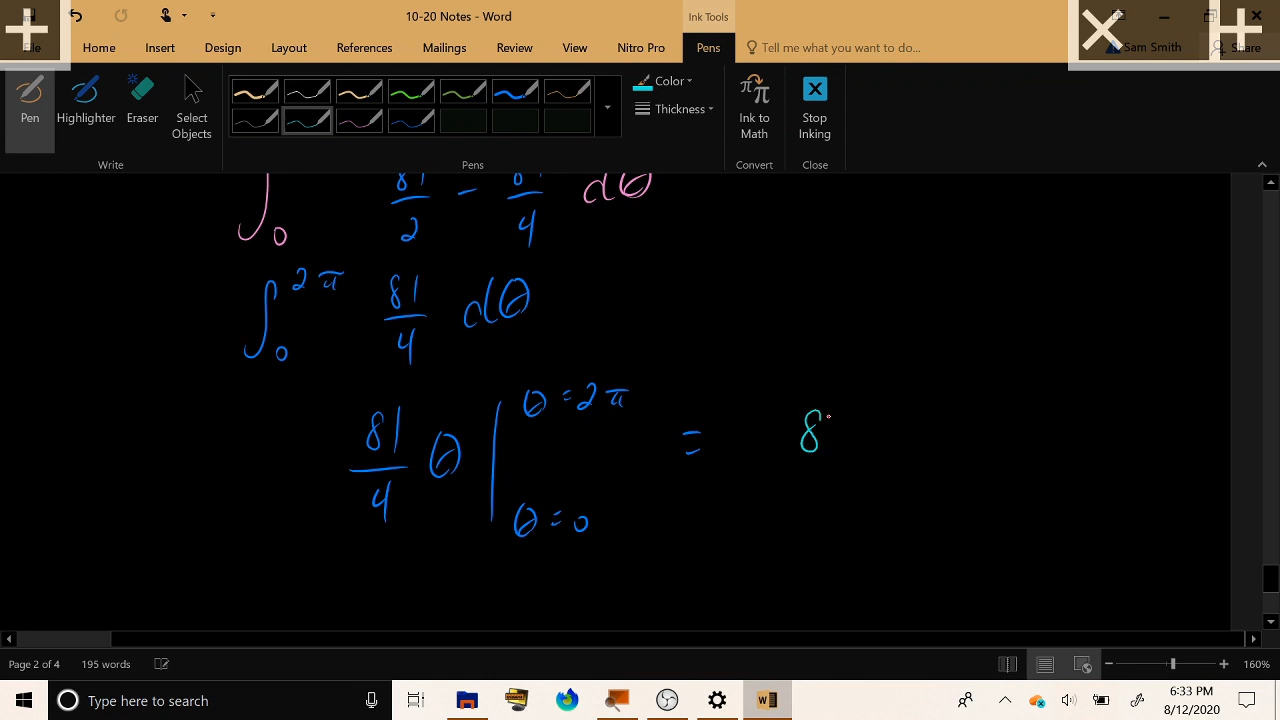 10-20 Notes - Word
Ink Tools
File Home Insert Design Layout References Mailings Review View Nitro Pro Pens Tell me what you want to do... Sam Smith Share
Pen Highlighter Eraser Select Objects
Color
Thickness
Ink to Math
Stop Inking
Write Pens Convert Close
∫ 0 81/2 - 81/4 dθ
∫ 0 2π 81/4 dθ
81/4 θ | θ=2π θ=0 = 8
Page 2 of 4 195 words 160%
Type here to search
6:33 PM
8/12/2020